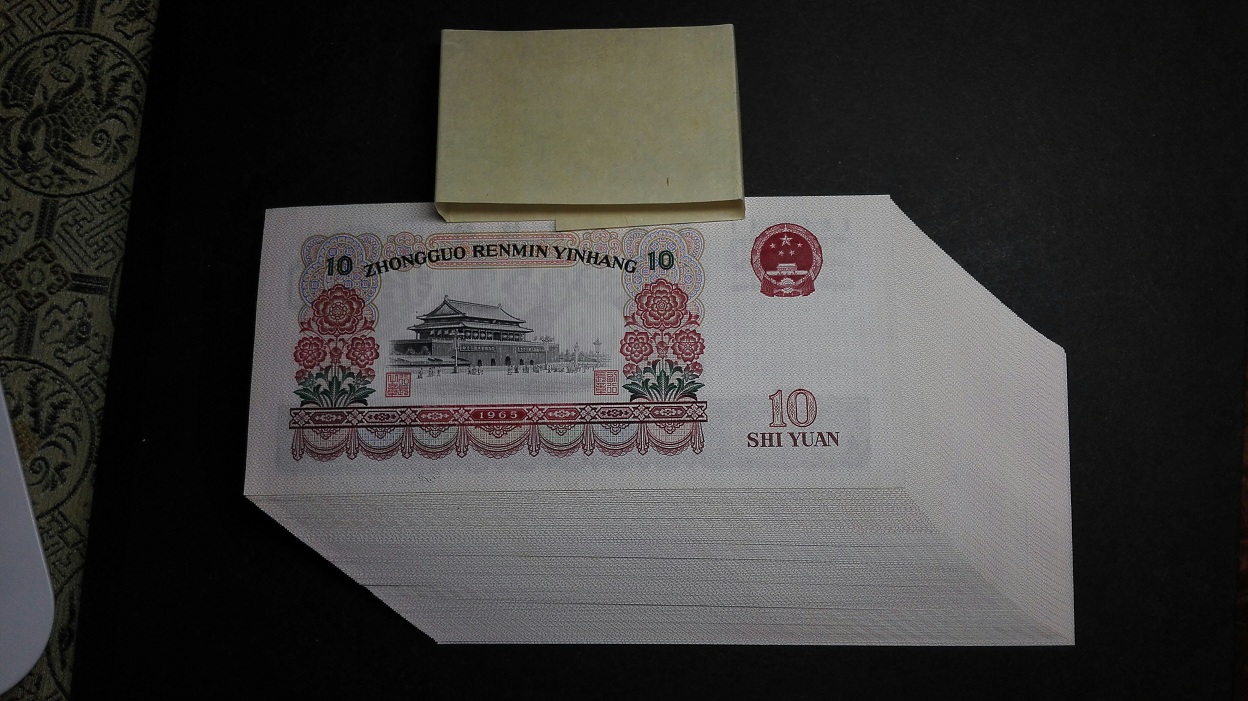 10 ZHONGGUO RENMIN YINHANG 10
1965
10
SHI YUAN